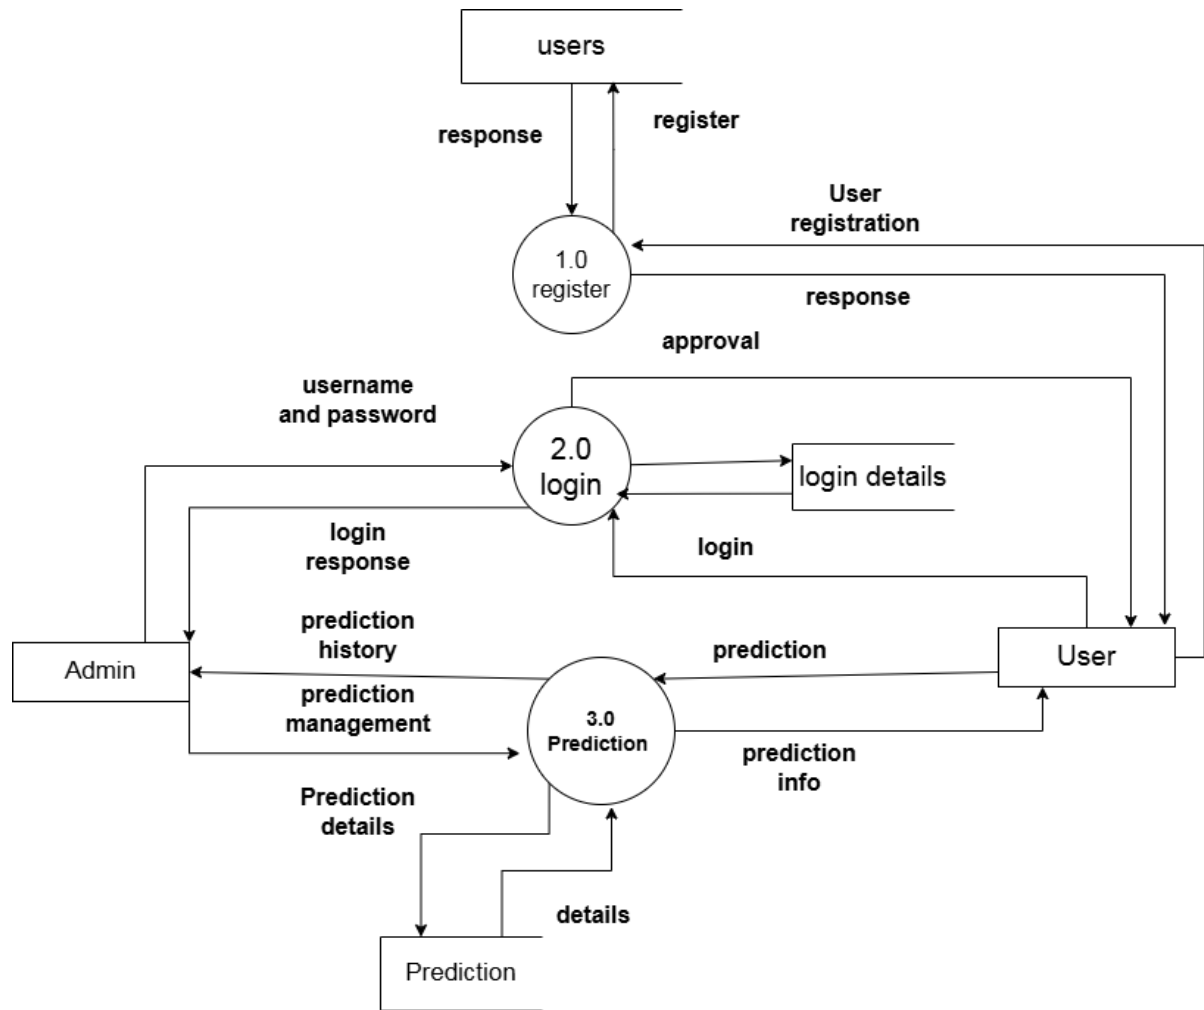 users
response
register
User
registration
1.0
register
response
approval
username
and password
2.0
login
login details
login
response
login
prediction
history
Admin
prediction
User
prediction
management
3.0
Prediction
prediction
info
Prediction
details
details
Prediction